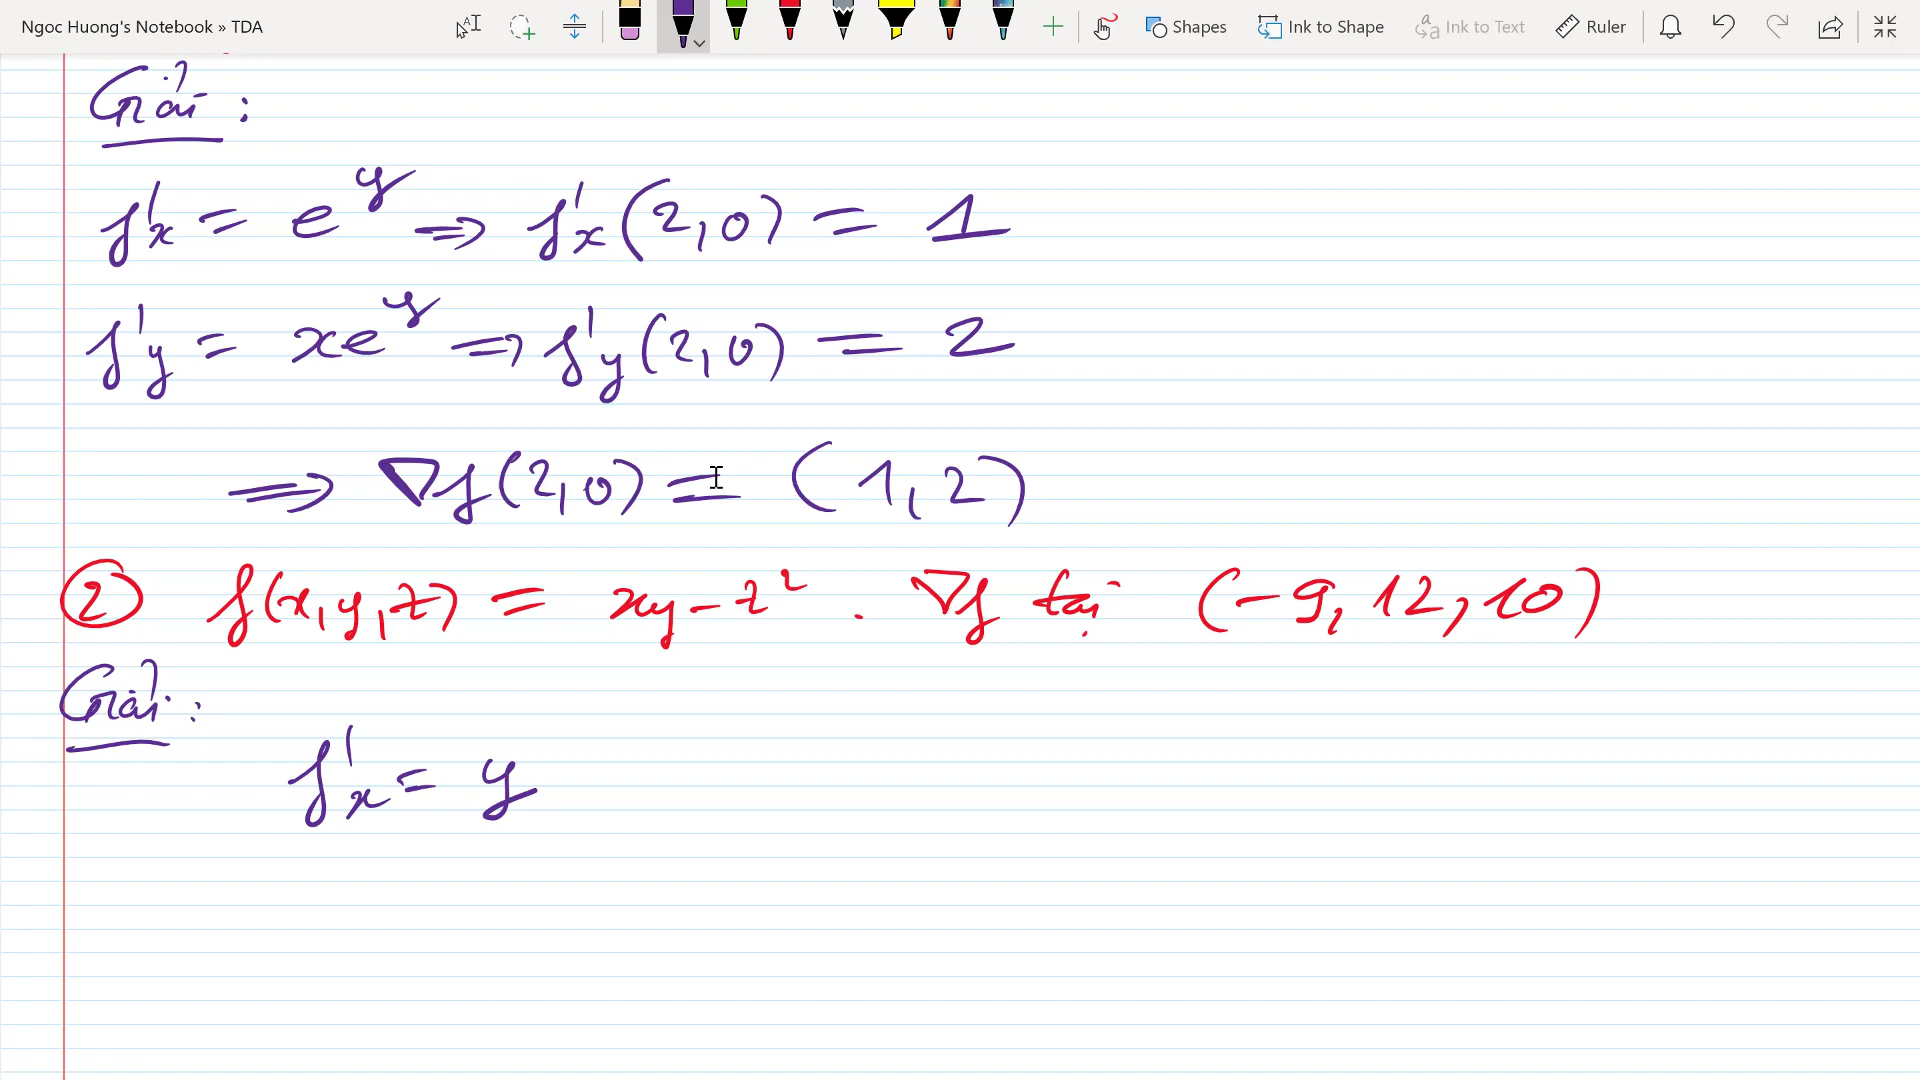 Ngoc Huong's Notebook » TDA Shapes Ink to Shape Ink to Text Ruler
Giải:
f'x = e^y ⇒ f'x(2,0) = 1
f'y = xe^y ⇒ f'y(2,0) = 2
⇒ ∇f(2,0) = (1,2)
② f(x,y,z) = xy - z². ∇f tại (-9,12,10)
Giải:
f'x = y